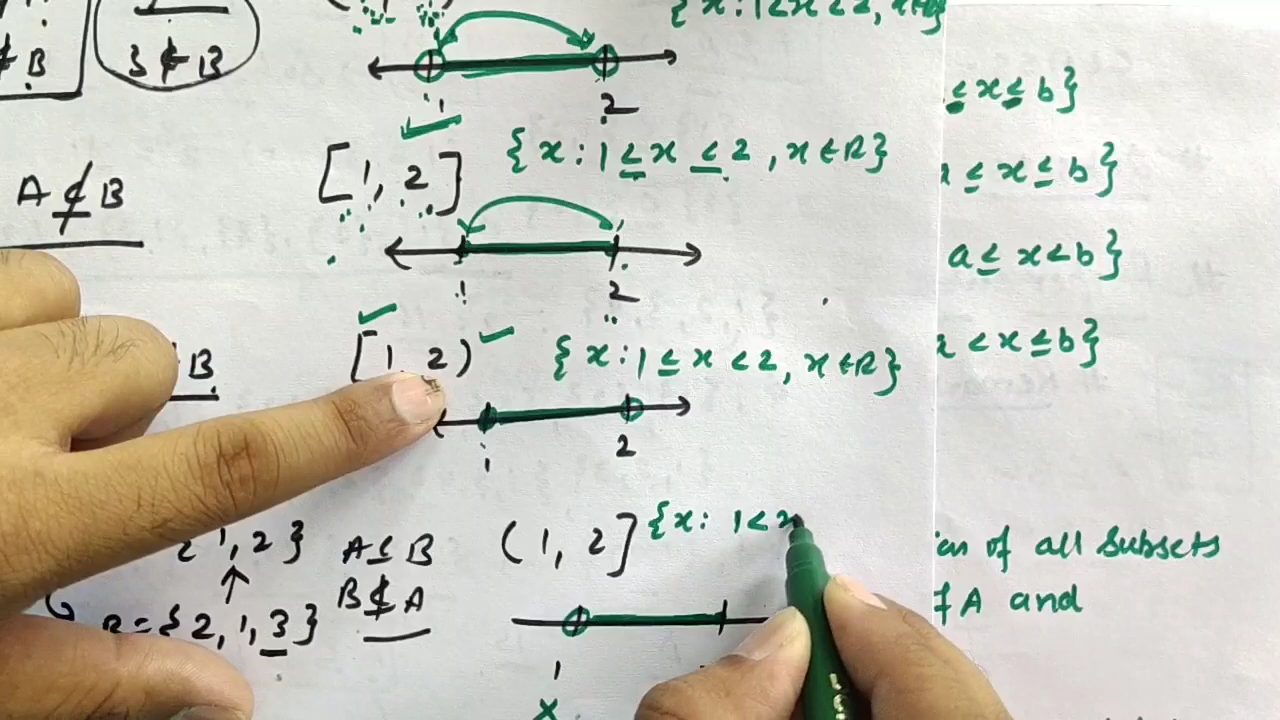 {x:1<x<2, x∈R}
⊄ B
3 ⊄ B
1
2
≤ x ≤ b}
[1, 2]
{x:1≤x≤2, x∈R}
≤ x ≤ b}
A ⊄ B
a ≤ x < b}
1
2
B
[1, 2)
{x:1≤x<2, x∈R}
< x ≤ b}
1
2
1, 2}
A ⊆ B
(1, 2]
{x: 1<x
of all Subsets
B ⊈ A
= {2, 1, 3}
A and
1
x